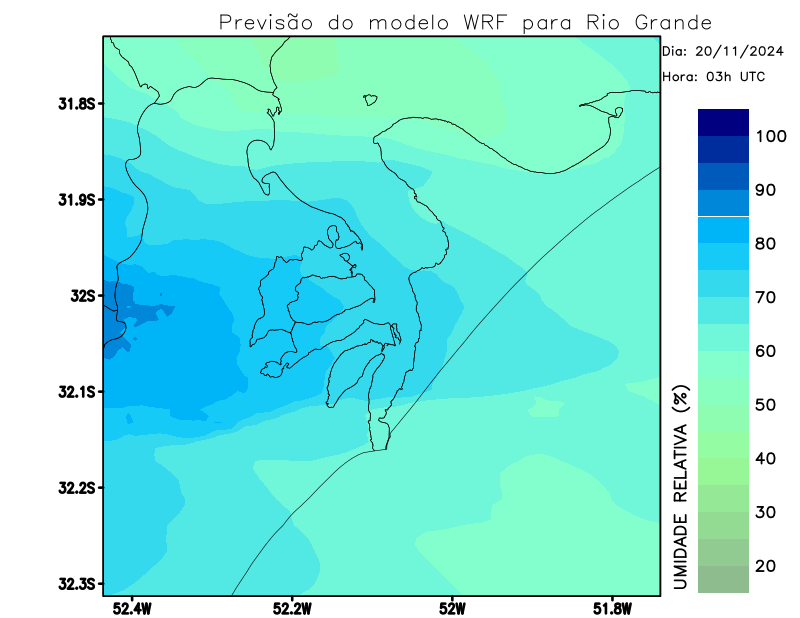 Previsão do modelo WRF para Rio Grande
Dia: 20/11/2024
Hora: 03h UTC
31.8S
31.9S
32S
32.1S
32.2S
32.3S
52.4W
52.2W
52W
51.8W
100
90
80
70
60
50
40
30
20
UMIDADE RELATIVA (%)